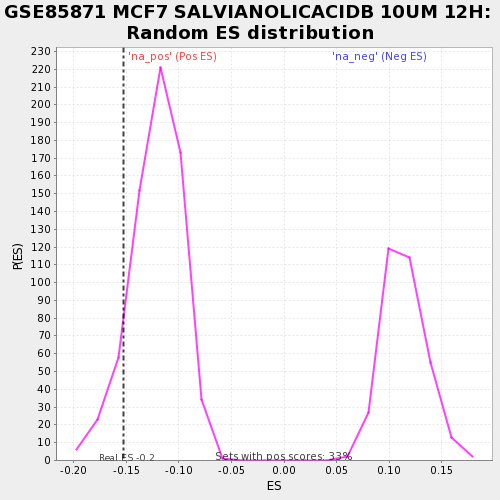 GSE85871 MCF7 SALVIANOLICACIDB 10UM 12H:
Random ES distribution
'na_pos' (Pos ES)
'na_neg' (Neg ES)
230
220
210
200
190
180
170
160
150
140
130
120
110
100
90
80
70
60
50
40
30
20
10
0
P(ES)
Real ES -0.2
Sets with pos scores: 33%
-0.20 -0.15 -0.10 -0.05 0.00 0.05 0.10 0.15
ES